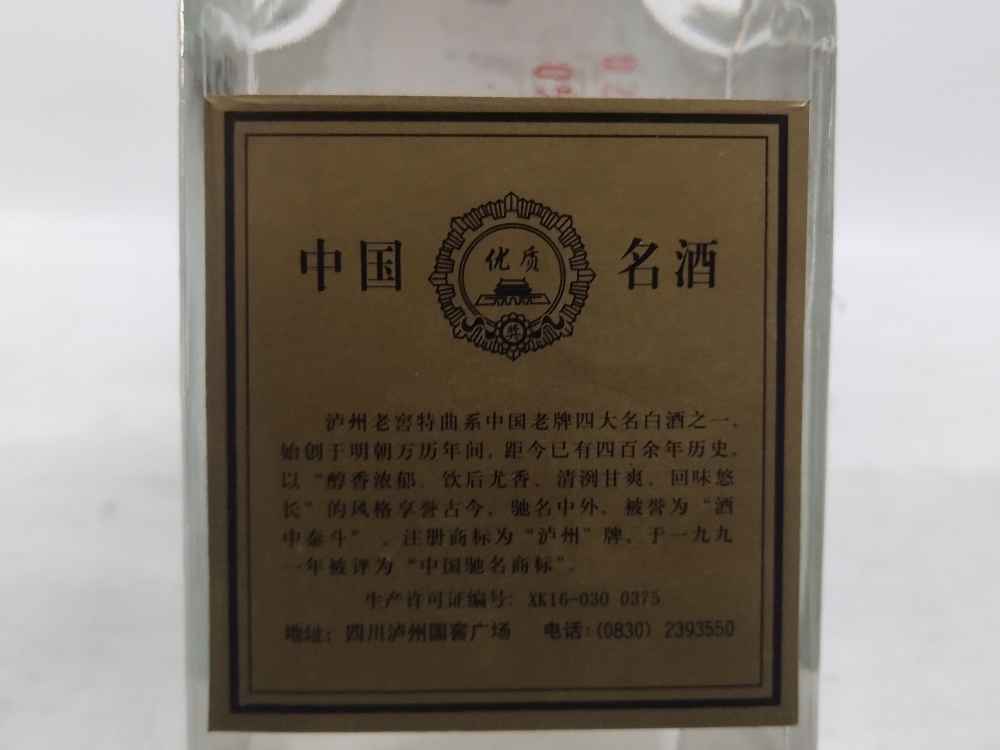 中国 优质 名酒
奖
泸州老窖特曲系中国老牌四大名白酒之一,
始创于明朝万历年间,距今已有四百余年历史,
以“醇香浓郁、饮后尤香、清洌甘爽、回味悠
长”的风格享誉古今,驰名中外,被誉为“酒
中泰斗”,注册商标为“泸州”牌,于一九九
一年被评为“中国驰名商标”。
生产许可证编号: XK16-030 0375
地址: 四川泸州国窖广场 电话:(0830) 2393550